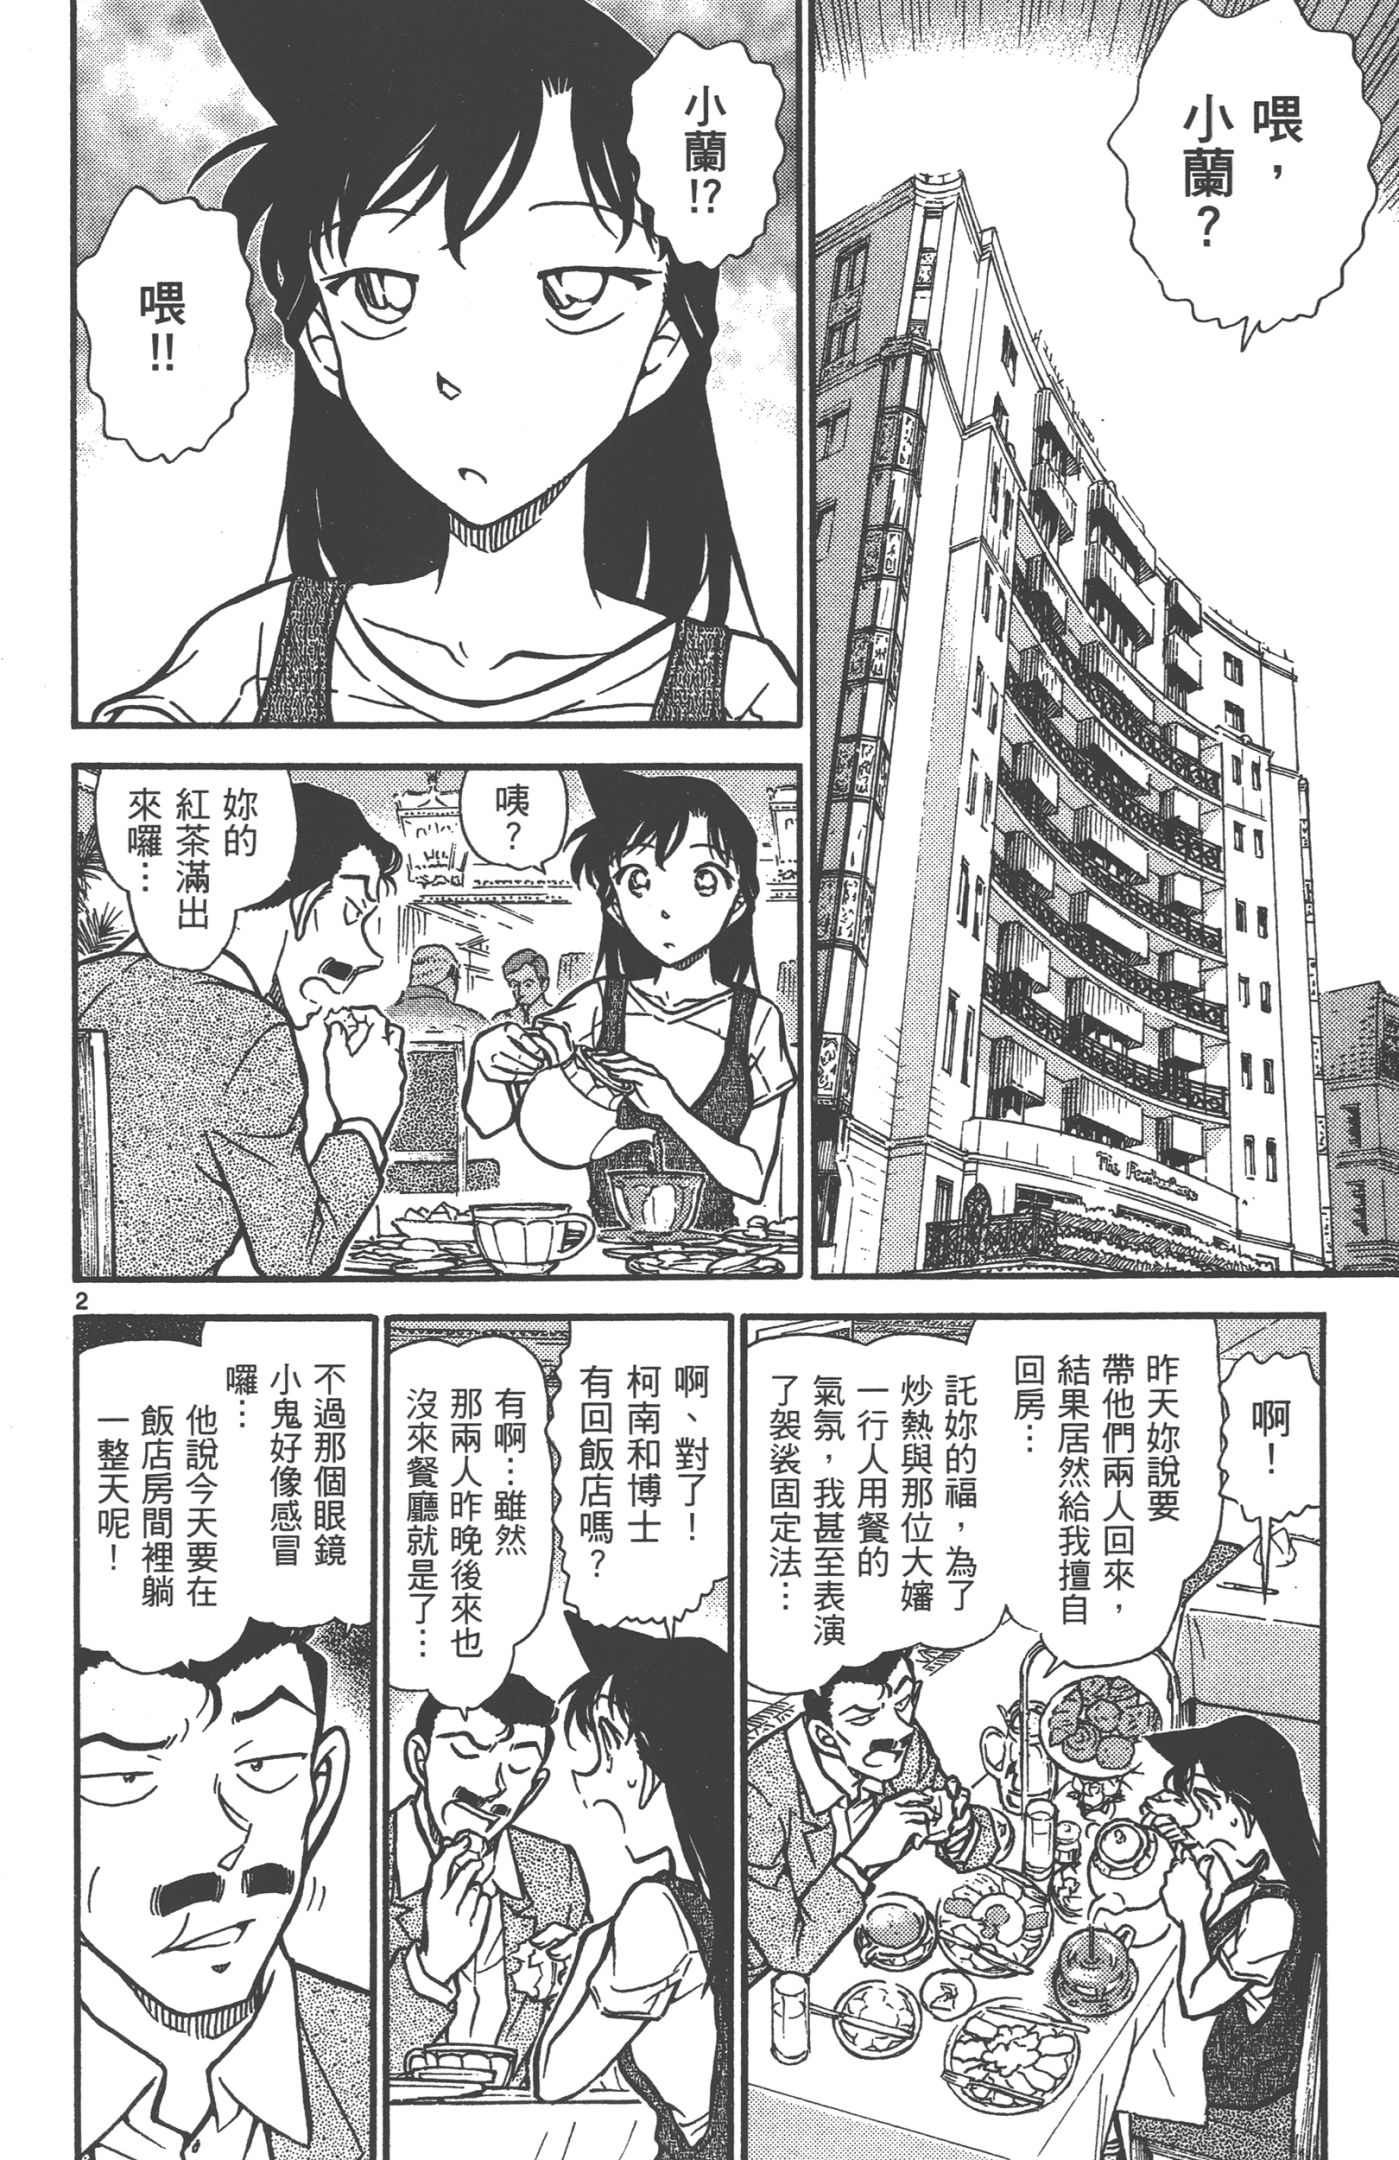 喂，
小蘭？
The
小蘭!?
喂!!
咦？
妳的
紅茶滿出
來囉…
2
啊！
昨天妳說要
帶他們兩人回來，
結果居然給我擅自
回房…
託妳的福，為了
炒熱與那位大嬸
一行人用餐的
氣氛，我甚至表演
了袈裟固定法…
啊、對了！
柯南和博士
有回飯店嗎？
有啊…雖然
那兩人昨晚後來也
沒來餐廳就是了…
不過那個眼鏡
小鬼好像感冒
囉…
他說今天要在
飯店房間裡躺
一整天呢！